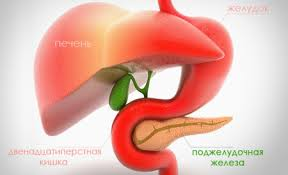 желудок
печень
двенадцатиперстная
кишка
поджелудочная
железа